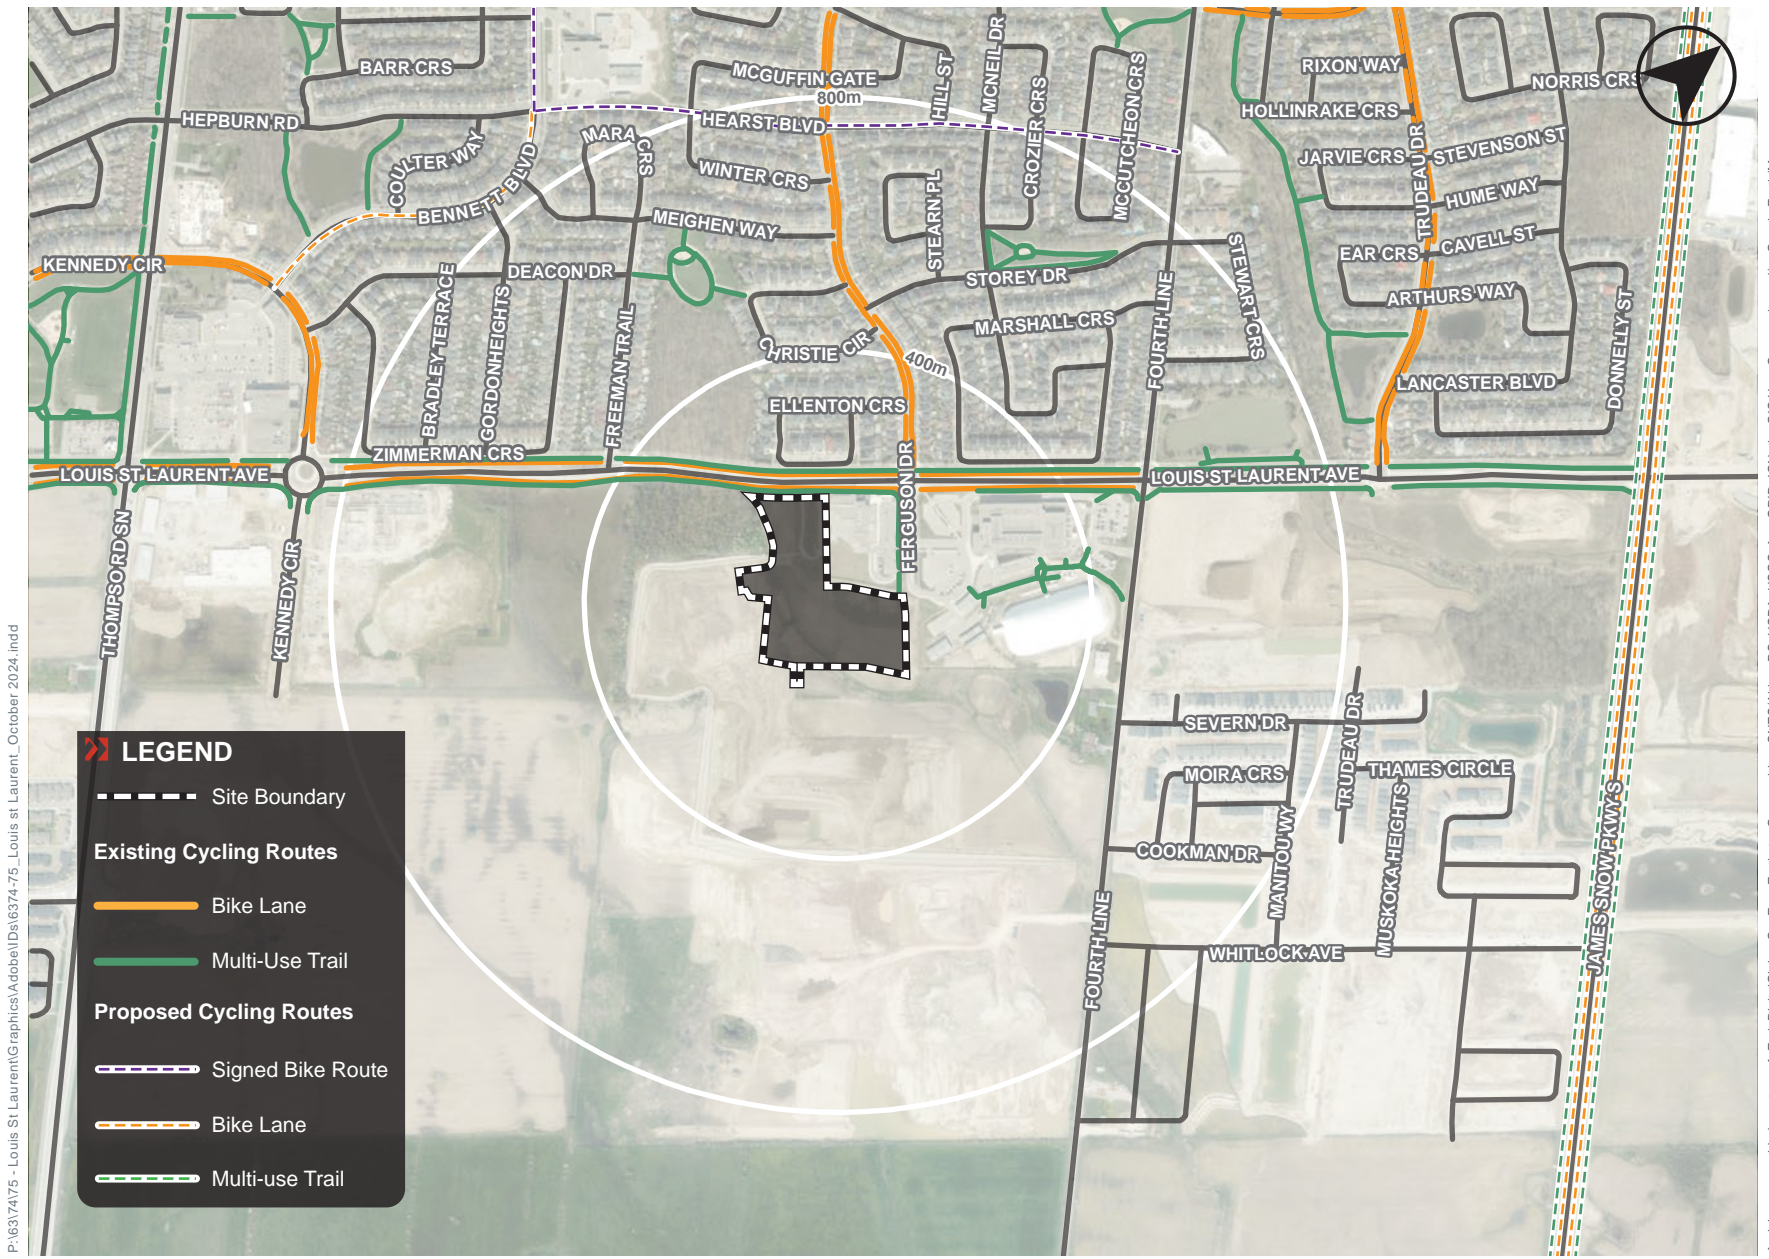 BARR CRS
MCGUFFIN GATE
HILL ST
MCNEIL DR
CROZIER CRS
MCCUTCHEON CRS
RIXON WAY
NORRIS CRS
800m
HEPBURN RD
HEARST BLVD
HOLLINRAKE CRS
COULTER WAY
MARA CRS
WINTER CRS
JARVIE CRS
STEVENSON ST
TRUDEAU DR
HUME WAY
BENNETT BLVD
MEIGHEN WAY
STEARN PL
STEWART CRS
EAR CRS
CAVELL ST
KENNEDY CIR
DEACON DR
STOREY DR
ARTHURS WAY
DONNELLY ST
BRADLEY TERRACE
GORDON HEIGHTS
FREEMAN TRAIL
MARSHALL CRS
FOURTH LINE
CHRISTIE CIR
400m
LANCASTER BLVD
ELLENTON CRS
ZIMMERMAN CRS
LOUIS ST LAURENT AVE
LOUIS ST LAURENT AVE
FERGUSON DR
THOMPSO RD SN
KENNEDY CIR
SEVERN DR
TRUDEAU DR
MOIRA CRS
THAMES CIRCLE
MUSKOKA HEIGHTS
COOKMAN DR
MANITOU WY
JAMES SNOW PKWY S
FOURTH LINE
WHITLOCK AVE
LEGEND
Site Boundary
Existing Cycling Routes
Bike Lane
Multi-Use Trail
Proposed Cycling Routes
Signed Bike Route
Bike Lane
Multi-use Trail
P:\63\74\75 - Louis St Laurent\Graphics\Adobe\IDs\6374-75_Louis st Laurent_October 2024.indd